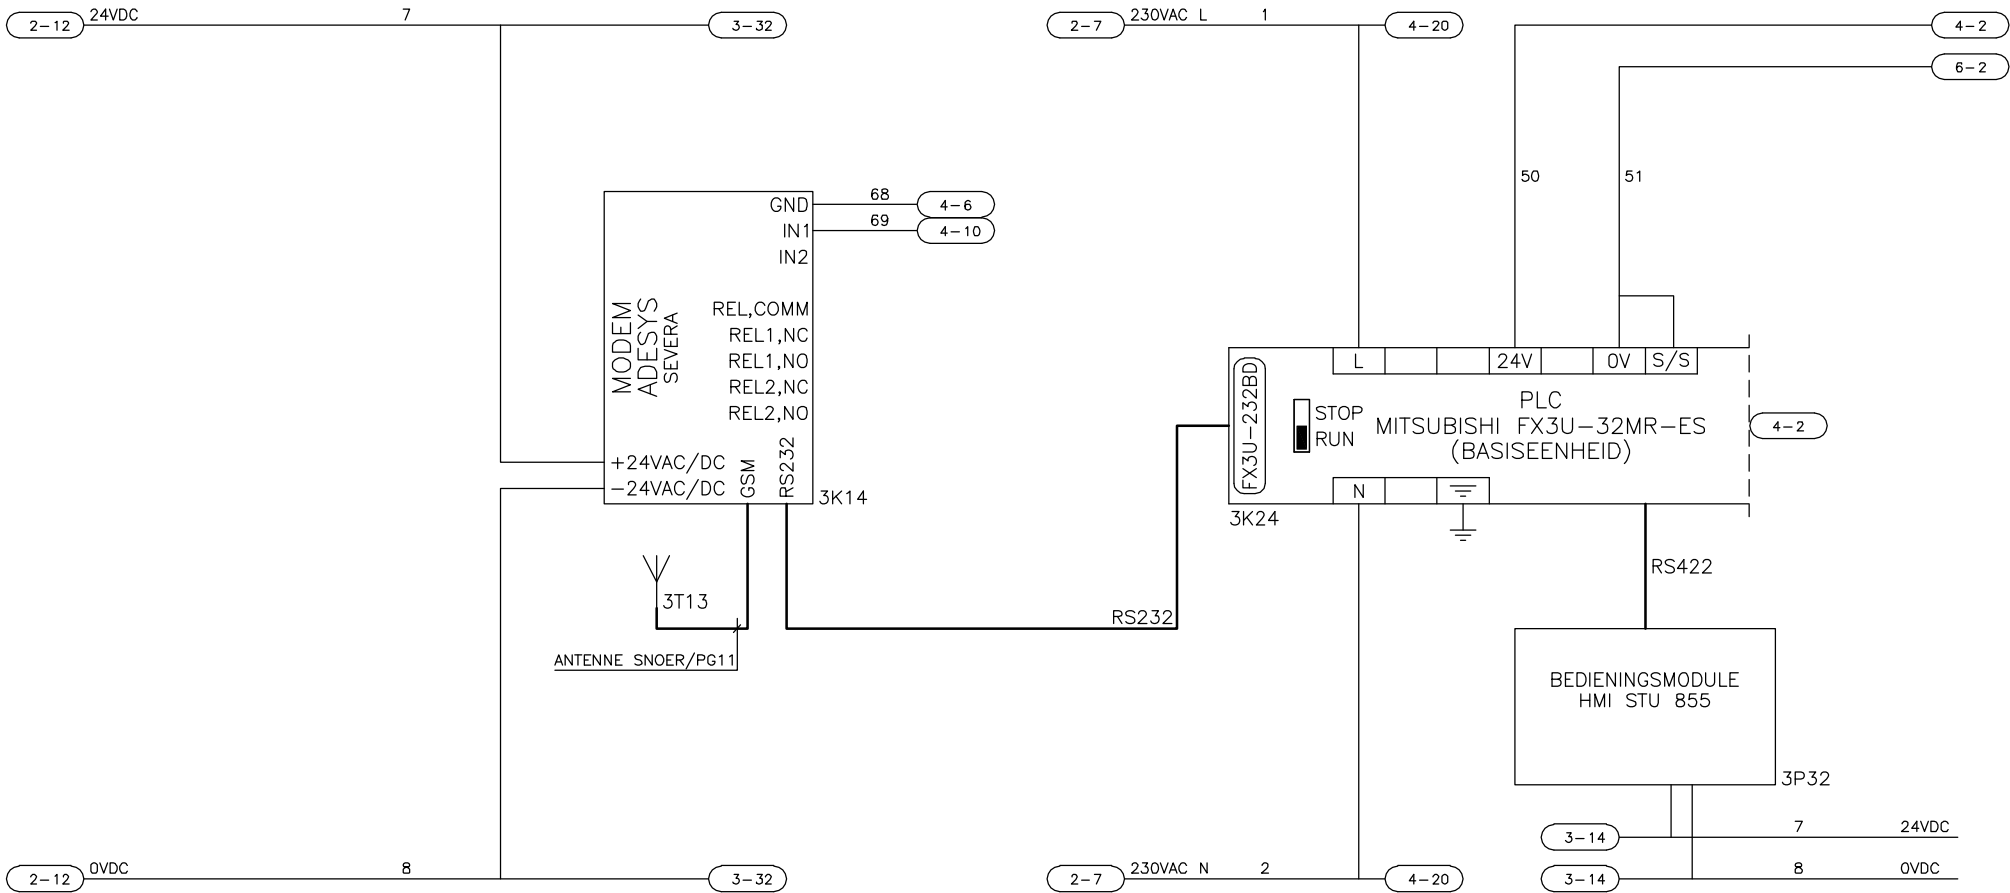 2-12 24VDC 7 3-32
2-7 230VAC L 1 4-20
4-2
6-2
50 51
GND 68 4-6
IN1 69 4-10
IN2
MODEM
ADESYS
SEVERA
REL,COMM
REL1,NC
REL1,NO
REL2,NC
REL2,NO
+24VAC/DC
-24VAC/DC
GSM
RS232
3K14
3T13
ANTENNE SNOER/PG11
RS232
FX3U-232BD
L 24V 0V S/S
STOP
RUN
PLC
MITSUBISHI FX3U-32MR-ES
(BASISEENHEID)
4-2
N
3K24
RS422
BEDIENINGSMODULE
HMI STU 855
3P32
3-14 7 24VDC
2-12 0VDC 8 3-32
2-7 230VAC N 2 4-20
3-14 8 0VDC